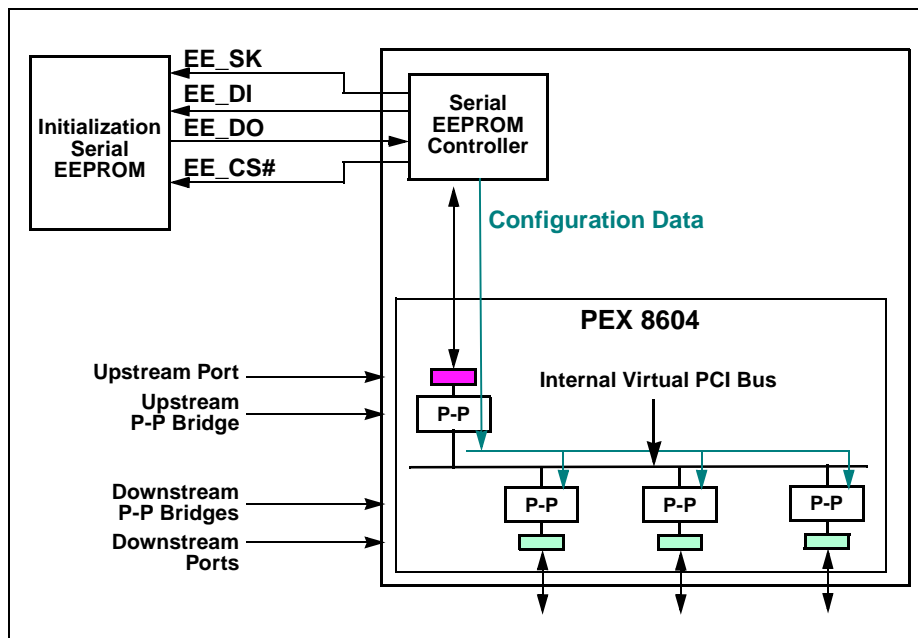 EE_SK
EE_DI
EE_DO
EE_CS#
Initialization
Serial
EEPROM
Serial
EEPROM
Controller
Configuration Data
PEX 8604
Upstream Port
Internal Virtual PCI Bus
Upstream
P-P Bridge
P-P
Downstream
P-P Bridges
P-P
P-P
P-P
Downstream
Ports